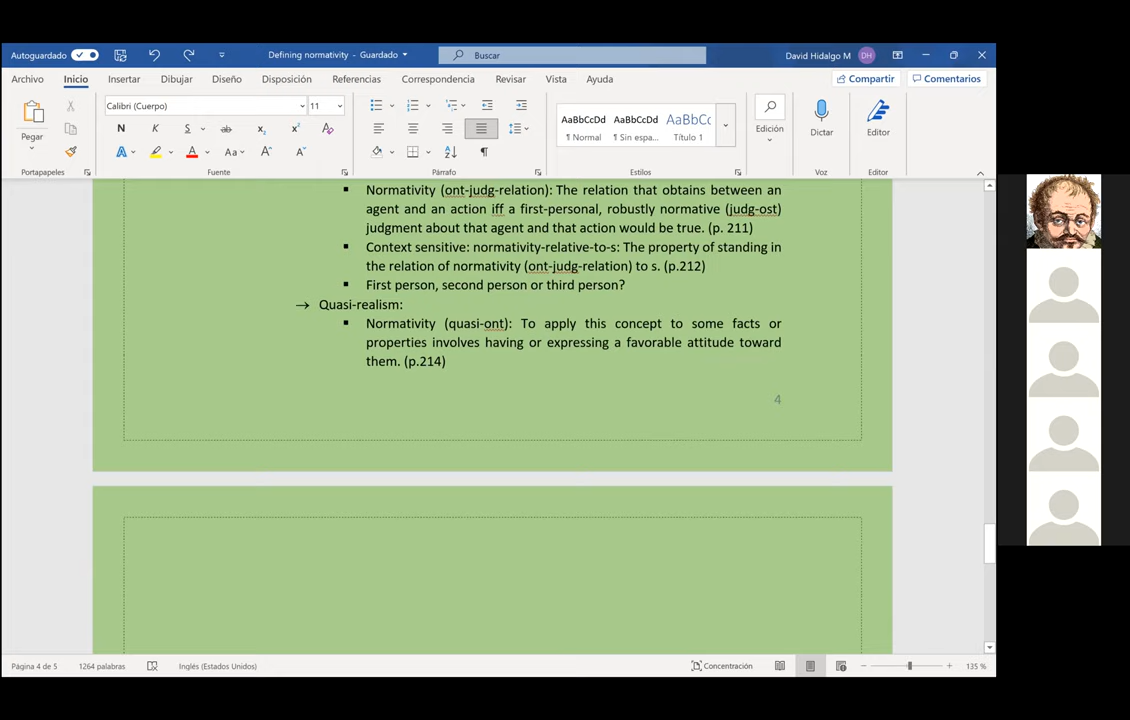 Autoguardado
Defining normativity - Guardado
Buscar
David Hidalgo M
DH
Archivo
Inicio
Insertar
Dibujar
Diseño
Disposición
Referencias
Correspondencia
Revisar
Vista
Ayuda
Compartir
Comentarios
Pegar
Calibri (Cuerpo)
11
N K S ab x₂ x²
A A Aa A A
AaBbCcDd
¶ Normal
AaBbCcDd
¶ Sin espa...
AaBbCc
Título 1
Edición
Dictar
Editor
Portapapeles
Fuente
Párrafo
Estilos
Voz
Editor
▪ Normativity (ont-judg-relation): The relation that obtains between an
agent and an action iff a first-personal, robustly normative (judg-ost)
judgment about that agent and that action would be true. (p. 211)
▪ Context sensitive: normativity-relative-to-s: The property of standing in
the relation of normativity (ont-judg-relation) to s. (p.212)
▪ First person, second person or third person?
→ Quasi-realism:
▪ Normativity (quasi-ont): To apply this concept to some facts or
properties involves having or expressing a favorable attitude toward
them. (p.214)
4
Página 4 de 5
1264 palabras
Inglés (Estados Unidos)
Concentración
135 %